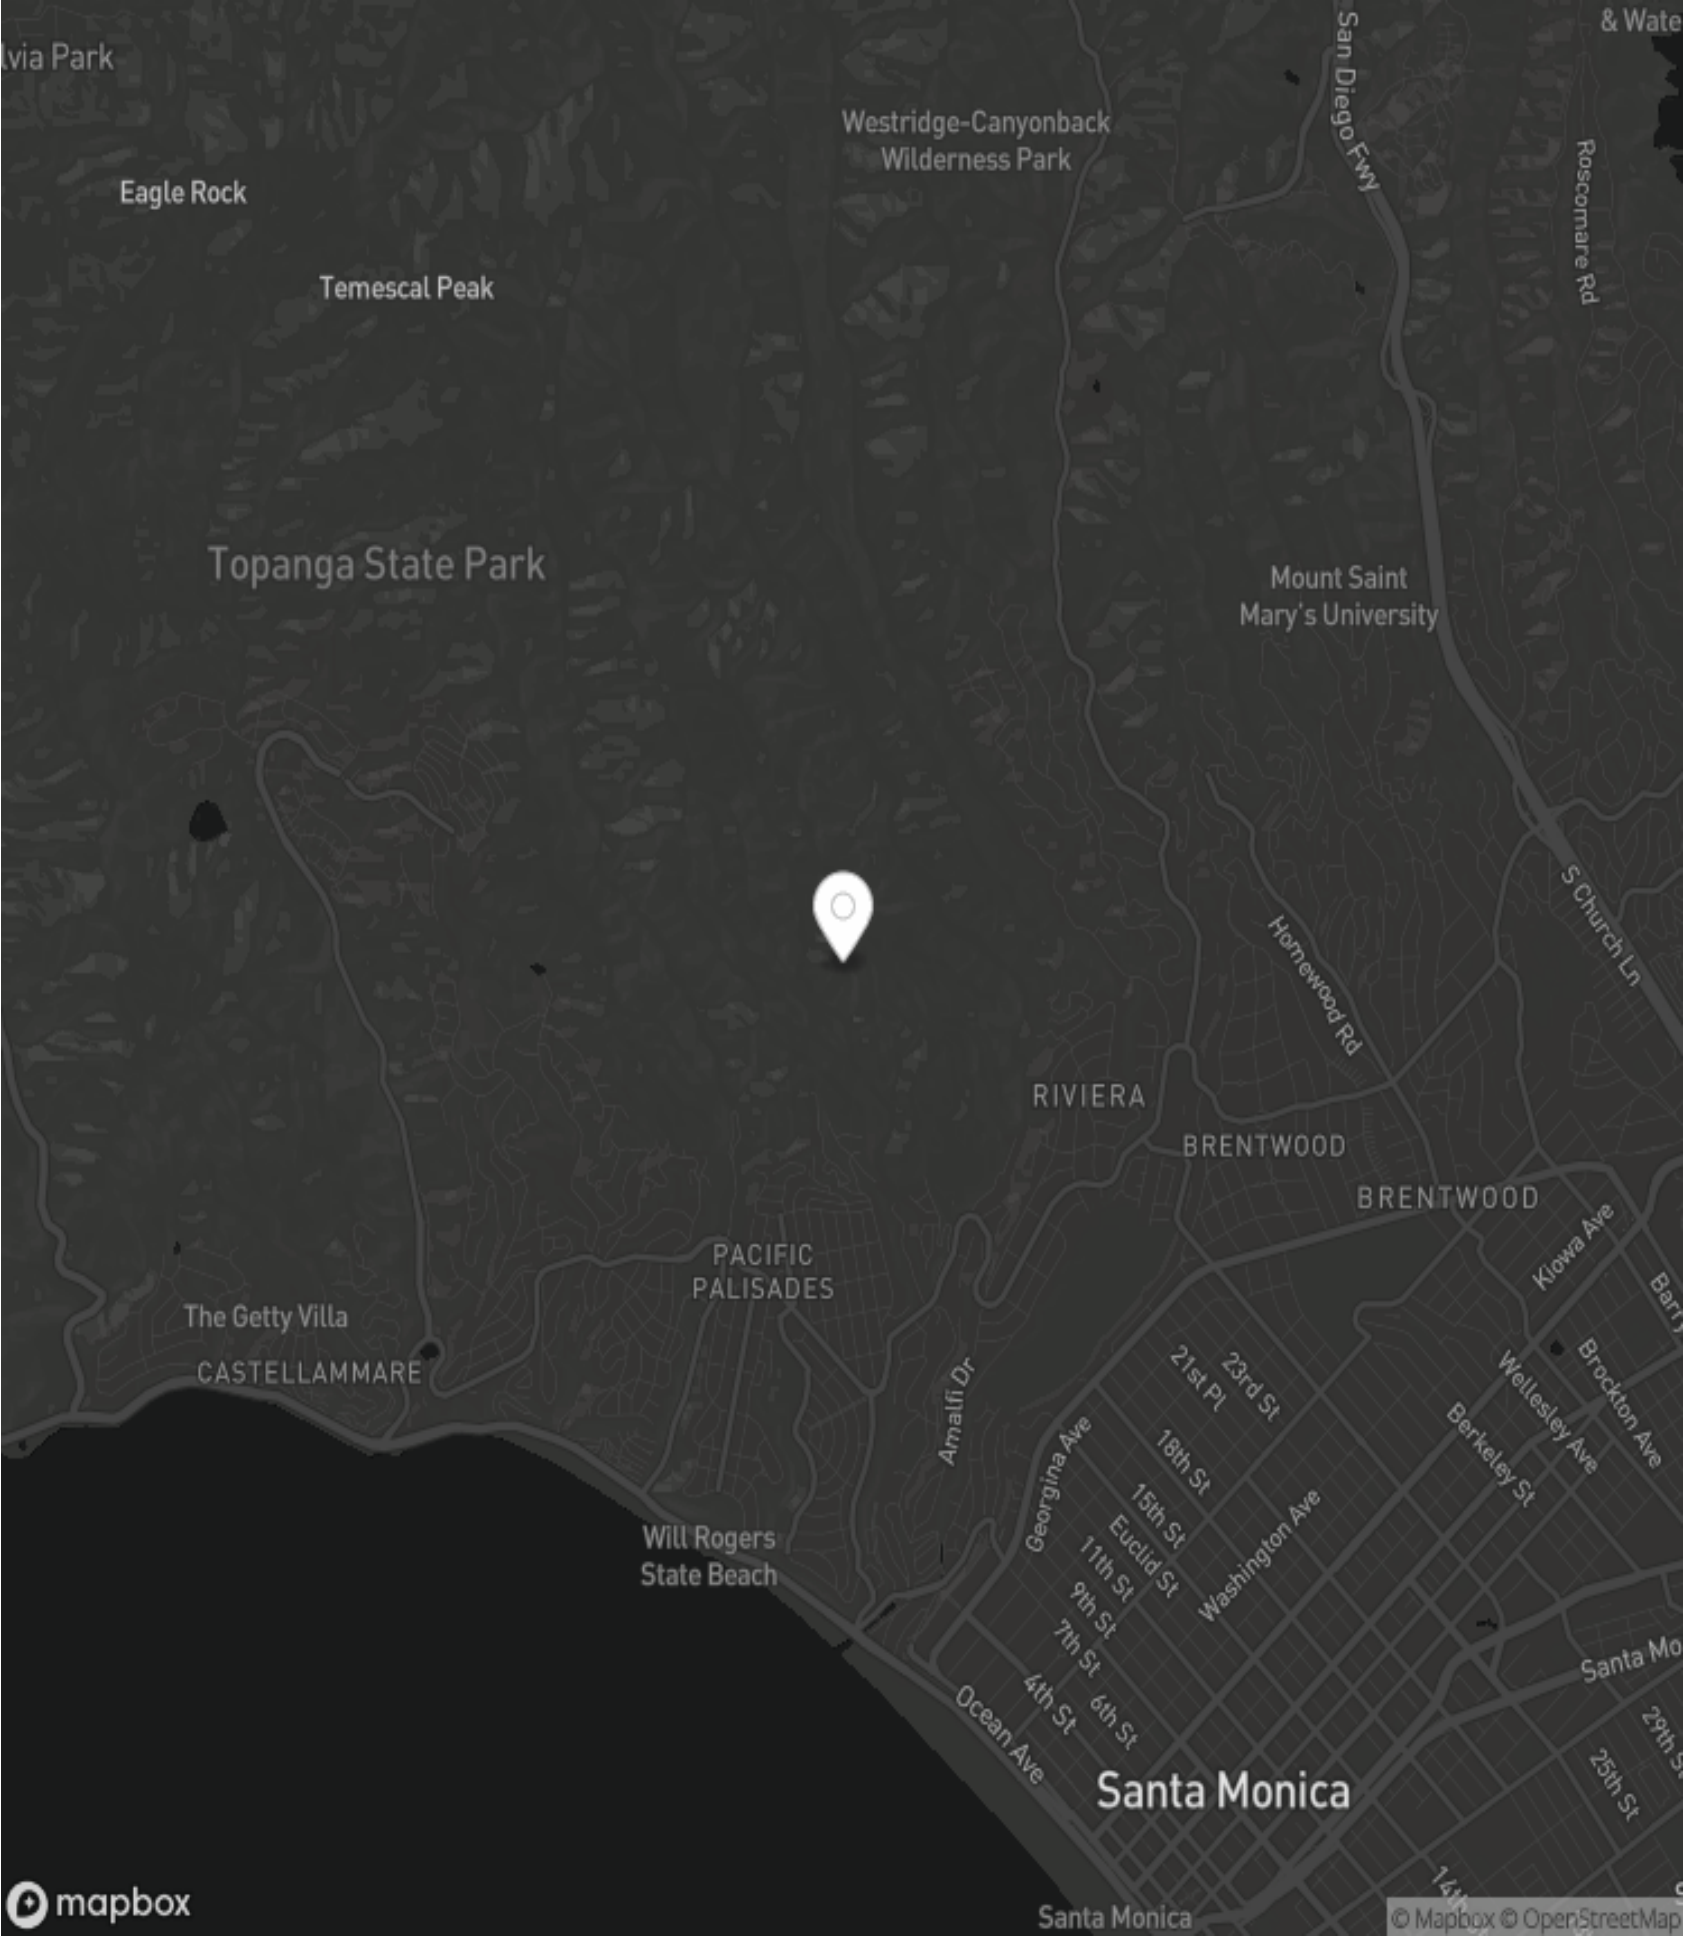 & Wate
lvia Park
San Diego Fwy
Westridge-Canyonback
Wilderness Park
Eagle Rock
Roscomare Rd
Temescal Peak
Topanga State Park
Mount Saint
Mary's University
S Church Ln
Homewood Rd
RIVIERA
BRENTWOOD
BRENTWOOD
Kiowa Ave
PACIFIC
PALISADES
The Getty Villa
CASTELLAMMARE
Barry
Brockton Ave
Wellesley Ave
Berkeley St
23rd St
21st Pl
Amalfi Dr
Georgina Ave
18th St
15th St
Euclid St
11th St
Washington Ave
Will Rogers
State Beach
9th St
7th St
4th St
6th St
Ocean Ave
Santa Mo
29th S
25th St
Santa Monica
14th
mapbox
Santa Monica
© Mapbox © OpenStreetMap